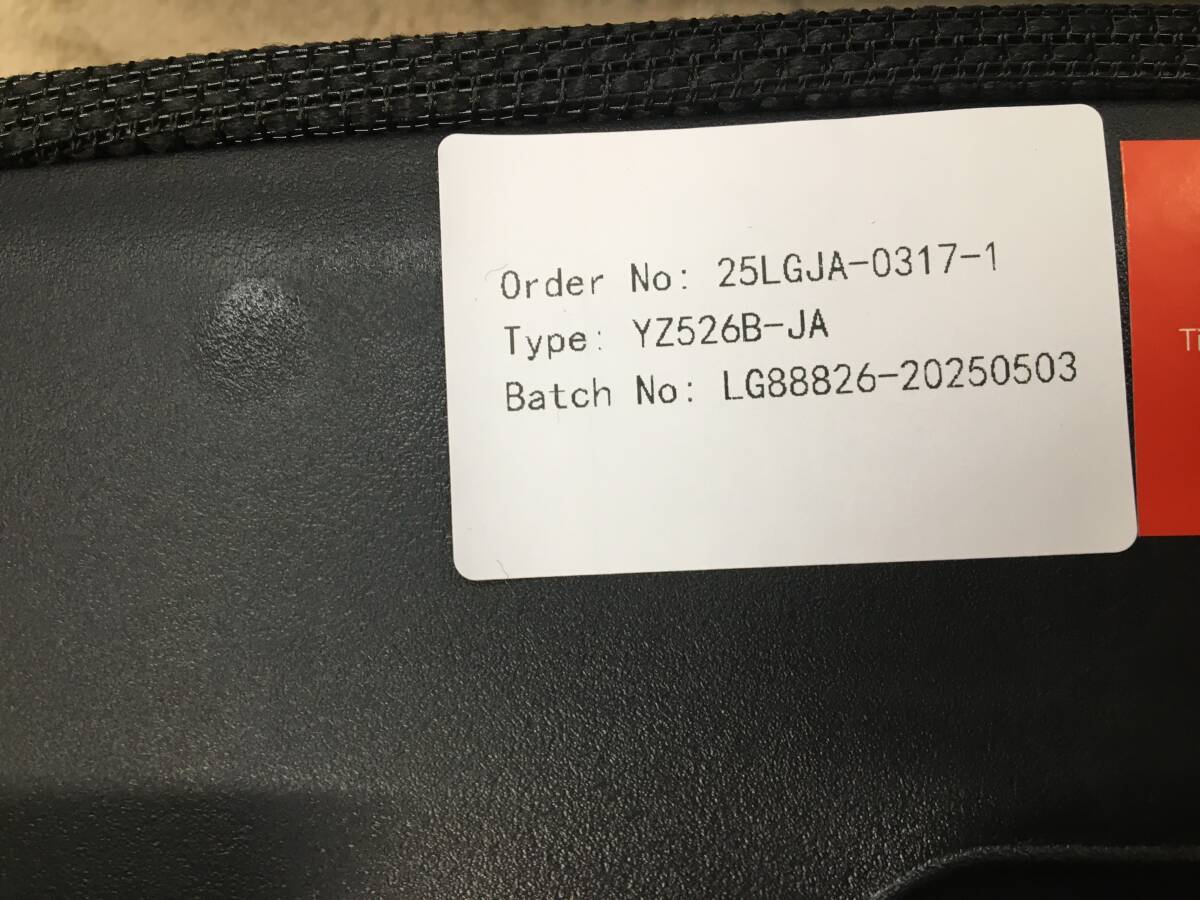 Order No: 25LGJA-0317-1
Type: YZ526B-JA
Batch No: LG88826-20250503